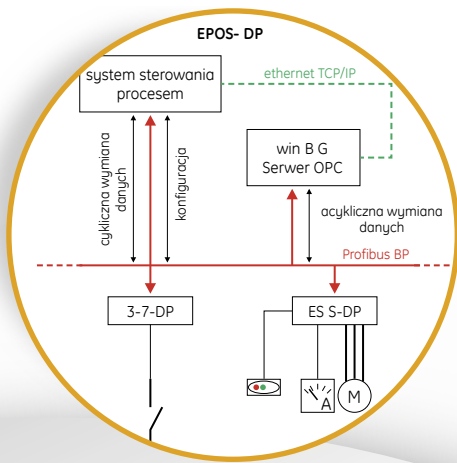 EPOS- DP
system sterowania
procesem
ethernet TCP/IP
cykliczna wymiana
danych
konfiguracja
win B G
Serwer OPC
acykliczna wymiana
danych
Profibus BP
3-7-DP
ES S-DP
A
M